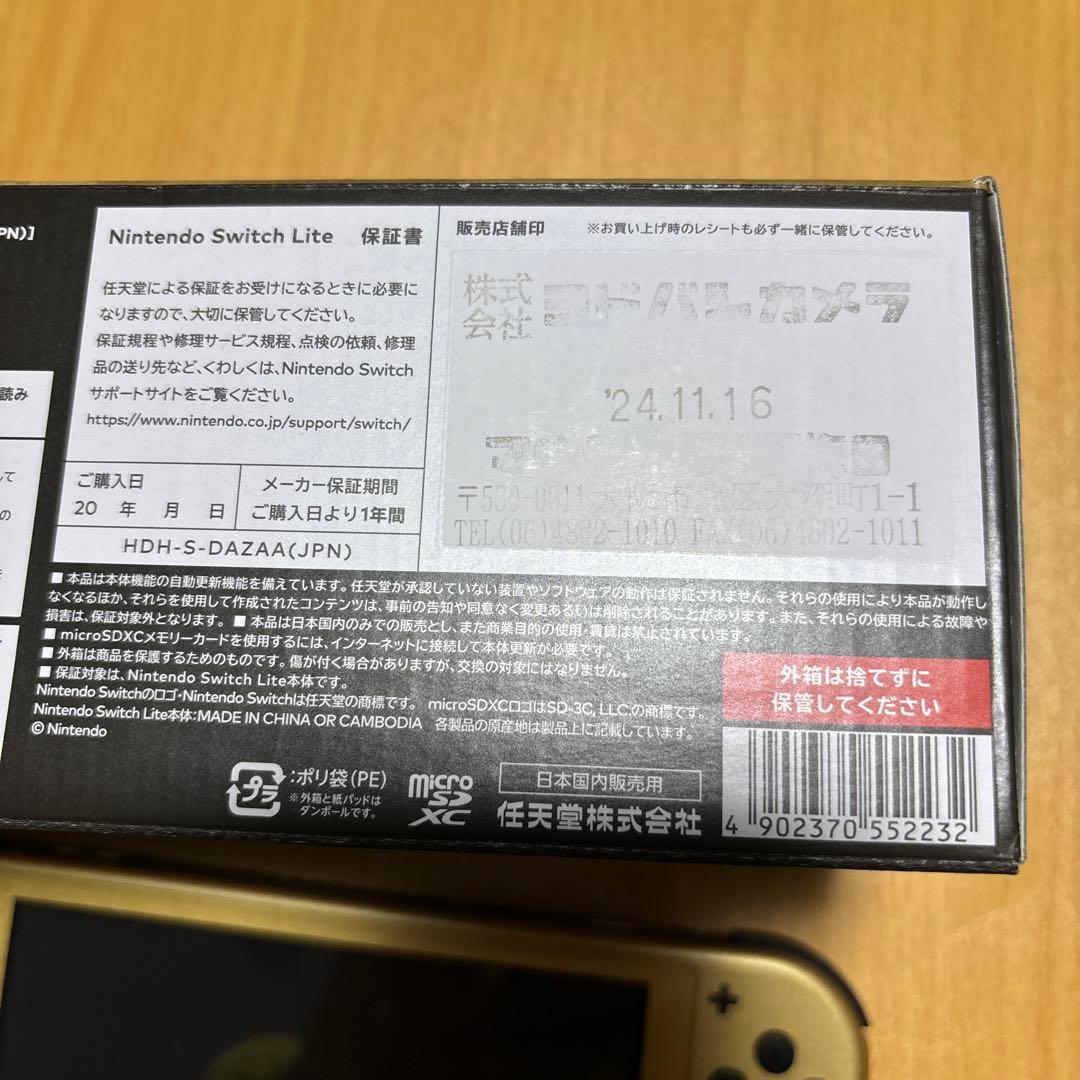 PN)]
読み
して
の
を
Nintendo Switch Lite 保証書
任天堂による保証をお受けになるときに必要に
なりますので、大切に保管してください。
保証規程や修理サービス規程、点検の依頼、修理
品の送り先など、くわしくは、Nintendo Switch
サポートサイトをご覧ください。
https://www.nintendo.co.jp/support/switch/
ご購入日
20 年 月 日
メーカー保証期間
ご購入日より1年間
HDH-S-DAZAA(JPN)
販売店舗印 ※お買い上げ時のレシートも必ず一緒に保管してください。
株式会社 ヨドバシカメラ
'24.11.16
大深町1-1
TEL(06)4802-1010 FAX(06)4802-1011
■ 本品は本体機能の自動更新機能を備えています。任天堂が承認していない装置やソフトウェアの動作は保証されません。それらの使用により本品が動作し
なくなるほか、それらを使用して作成されたコンテンツは、事前の告知や同意なく変更あるいは削除されることがあります。また、それらの使用による故障や
損害は、保証対象外となります。 ■ 本品は日本国内のみでの販売とし、また商業目的の使用・賃貸は禁止されています。
■ microSDXCメモリーカードを使用するには、インターネットに接続して本体更新が必要です。
■ 外箱は商品を保護するためのものです。傷が付く場合がありますが、交換の対象にはなりません。
■ 保証対象は、Nintendo Switch Lite本体です。
Nintendo Switchのロゴ・Nintendo Switchは任天堂の商標です。 microSDXCロゴはSD-3C, LLC.の商標です。
Nintendo Switch Lite本体:MADE IN CHINA OR CAMBODIA 各製品の原産地は製品上に記載しています。
© Nintendo
外箱は捨てずに
保管してください
プラ
:ポリ袋(PE)
※外箱と紙パッドは
ダンボールです。
micro
SD
XC
日本国内販売用
任天堂株式会社
4 902370 552232